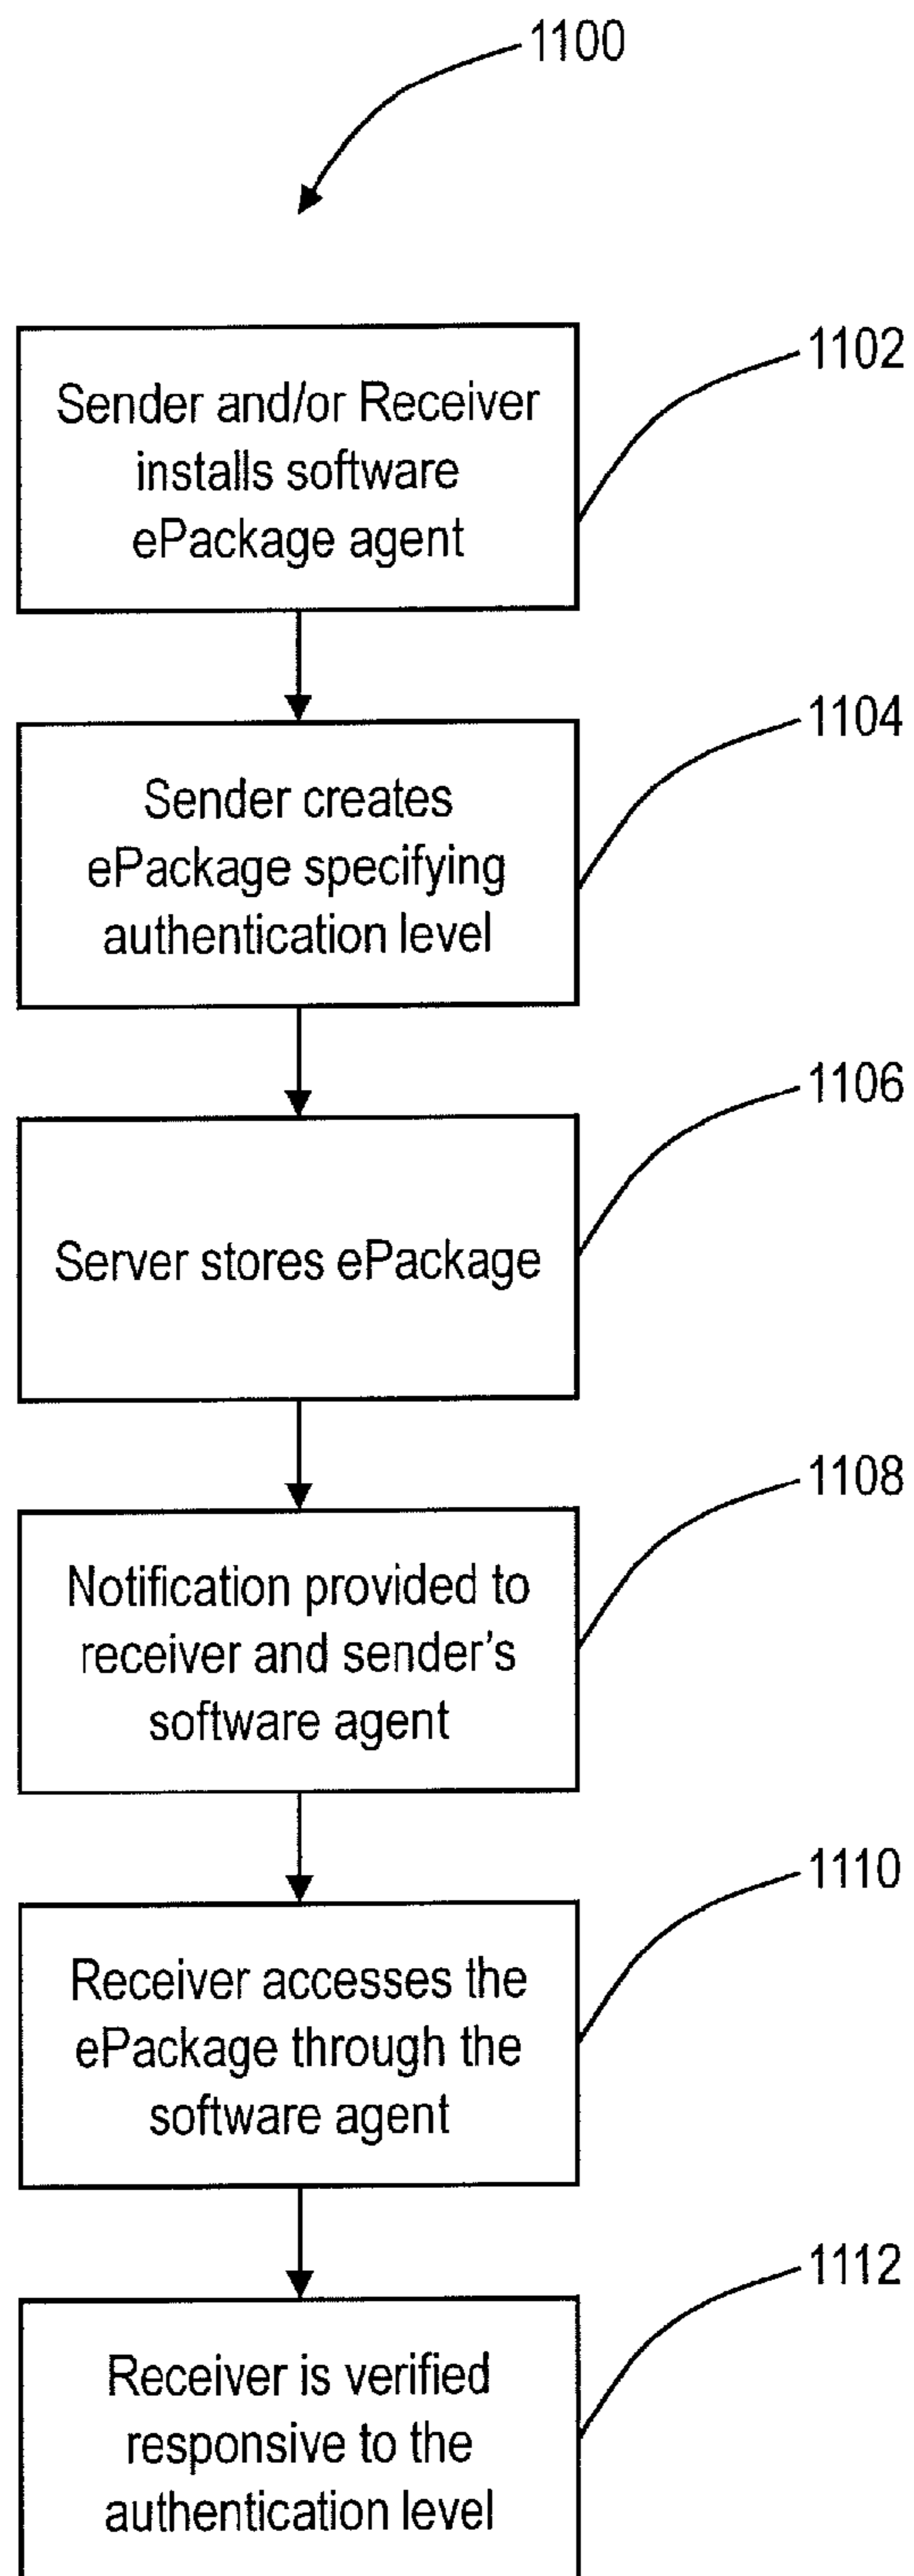 1100
1102
Sender and/or Receiver
installs software
ePackage agent
1104
Sender creates
ePackage specifying
authentication level
1106
Server stores ePackage
1108
Notification provided to
receiver and sender's
software agent
1110
Receiver accesses the
ePackage through the
software agent
1112
Receiver is verified
responsive to the
authentication level